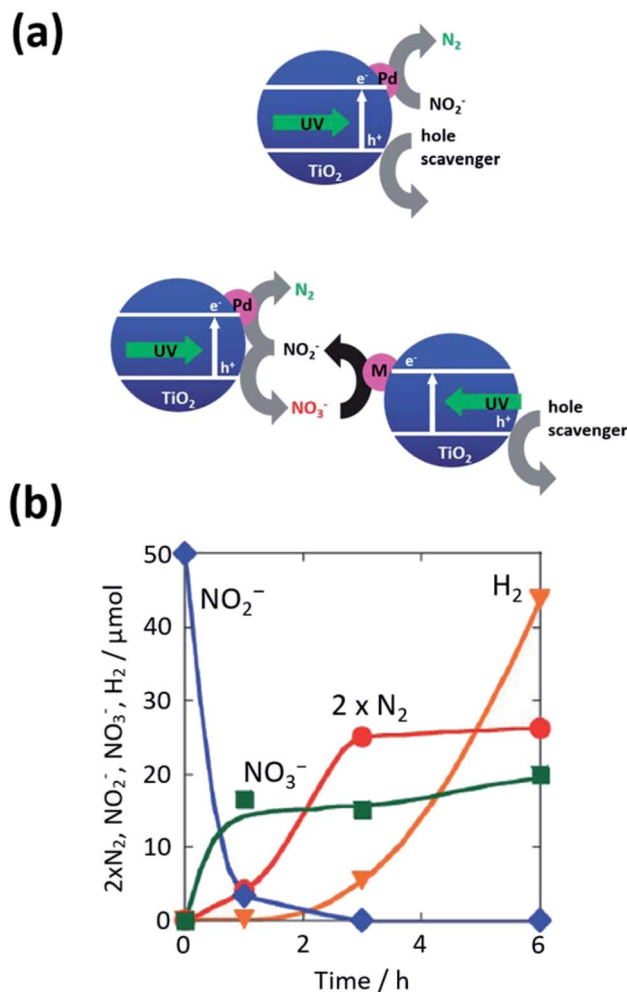 (a)
N₂
Pd
e⁻
NO₂⁻
UV
h⁺
hole
scavenger
TiO₂
Pd
N₂
e⁻
UV
h⁺
NO₂⁻
M
e⁻
TiO₂
NO₃⁻
UV
h⁺
hole
scavenger
TiO₂
(b)
2xN₂, NO₂⁻, NO₃⁻, H₂ / μmol
50
40
30
20
10
0
NO₂⁻
H₂
2 x N₂
NO₃⁻
0 2 4 6
Time / h